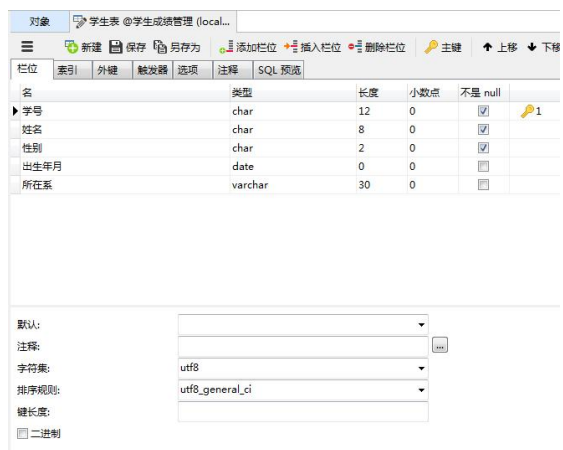 对象 学生表 @学生成绩管理 (local...
新建 保存 另存为 添加栏位 插入栏位 删除栏位 主键 上移 下移
栏位 索引 外键 触发器 选项 注释 SQL 预览
名 类型 长度 小数点 不是 null
学号 char 12 0 1
姓名 char 8 0
性别 char 2 0
出生年月 date 0 0
所在系 varchar 30 0
默认:
注释: ...
字符集: utf8
排序规则: utf8_general_ci
键长度:
二进制